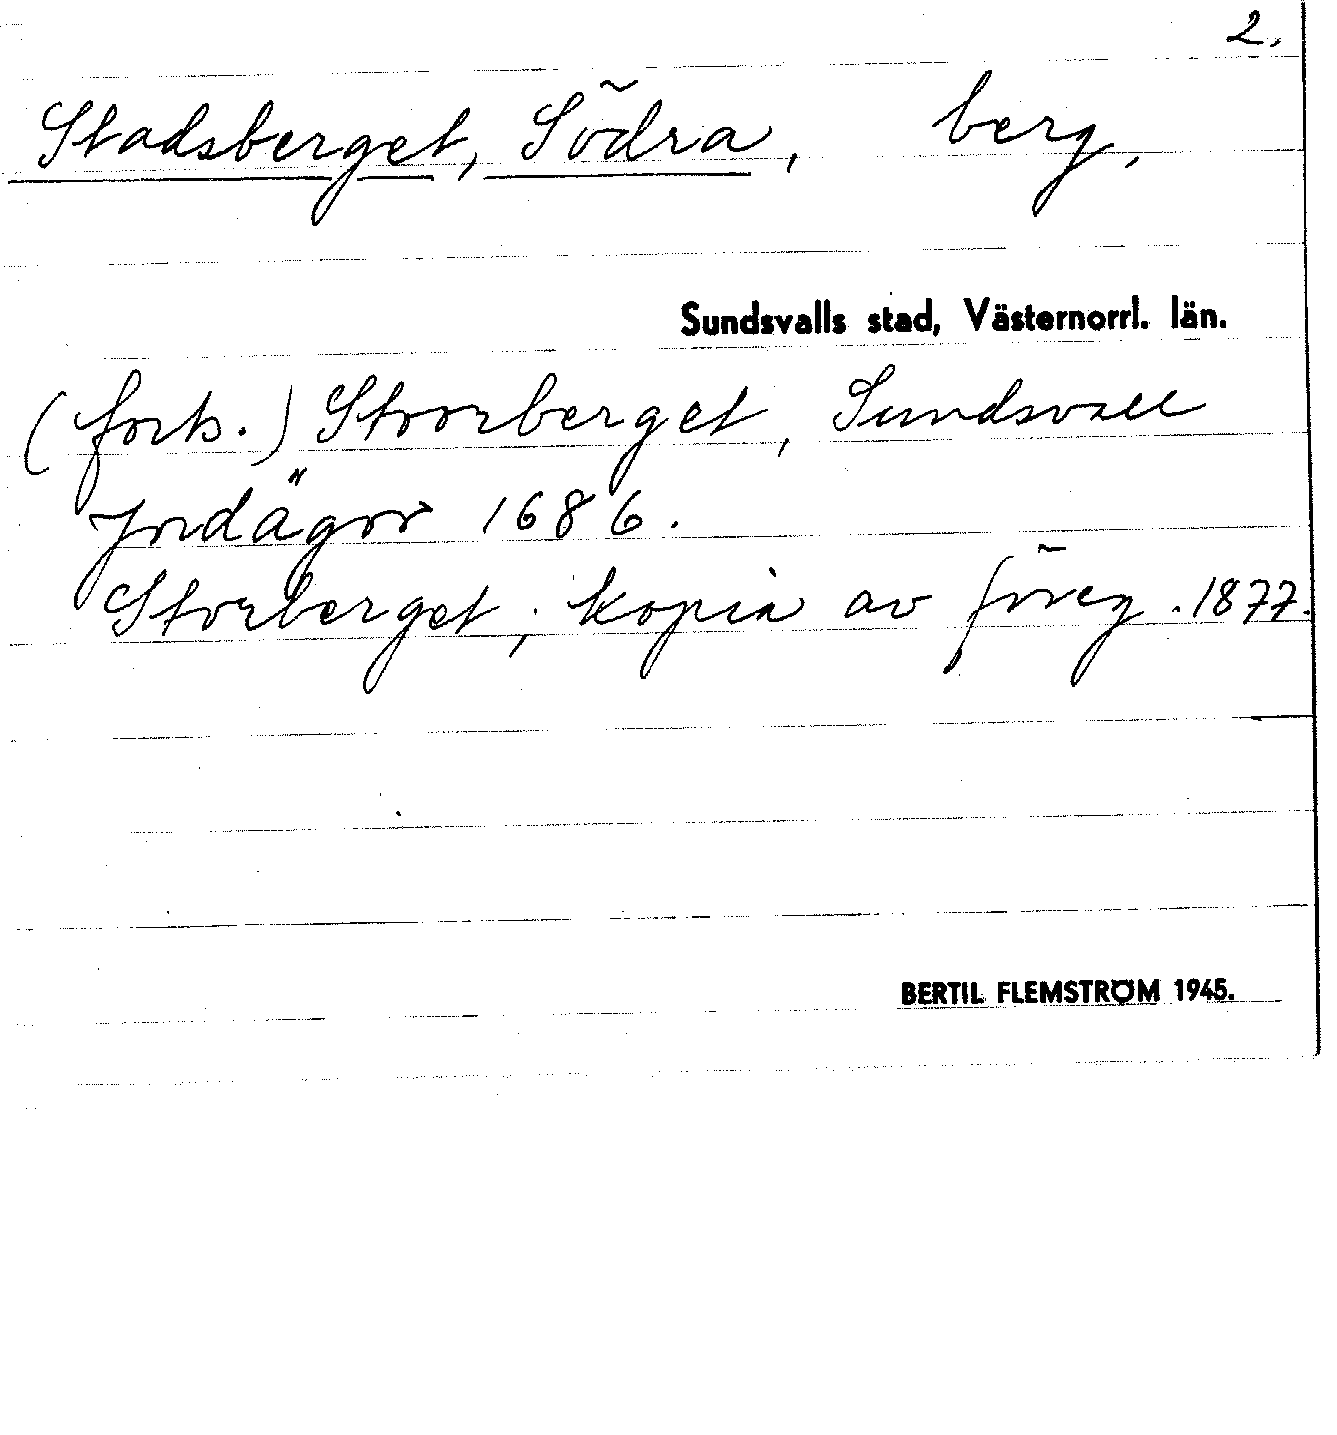 2.
Stadsberget, Södra, berg,
Sundsvalls stad, Västernorrl. län.
(forts.) Stoorberget, Sundsvall
Jordägor 1686.
Storberget, kopia av föreg. 1877.
BERTIL FLEMSTRÖM 1945.